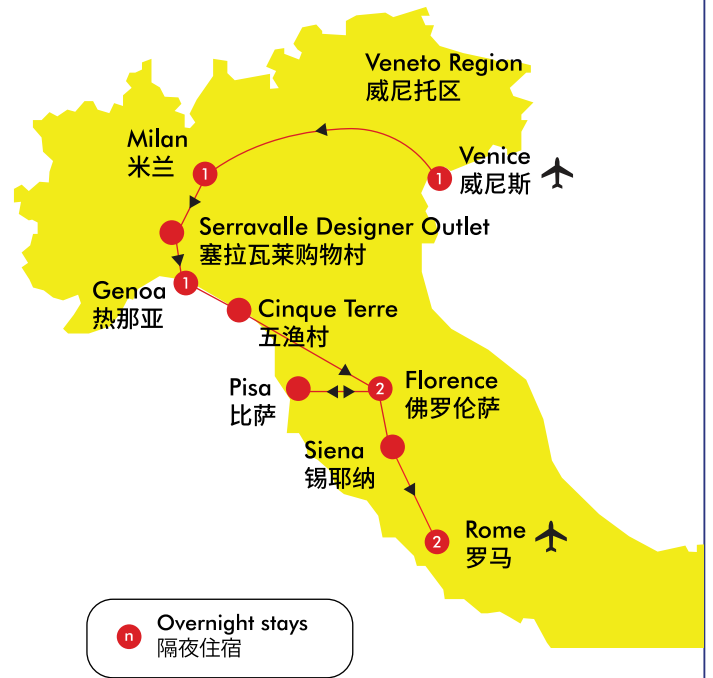 Veneto Region
威尼托区
Milan
米兰
1
Venice
威尼斯
1
Serravalle Designer Outlet
塞拉瓦莱购物村
Genoa
热那亚
1
Cinque Terre
五渔村
Pisa
比萨
2
Florence
佛罗伦萨
Siena
锡耶纳
2
Rome
罗马
n
Overnight stays
隔夜住宿